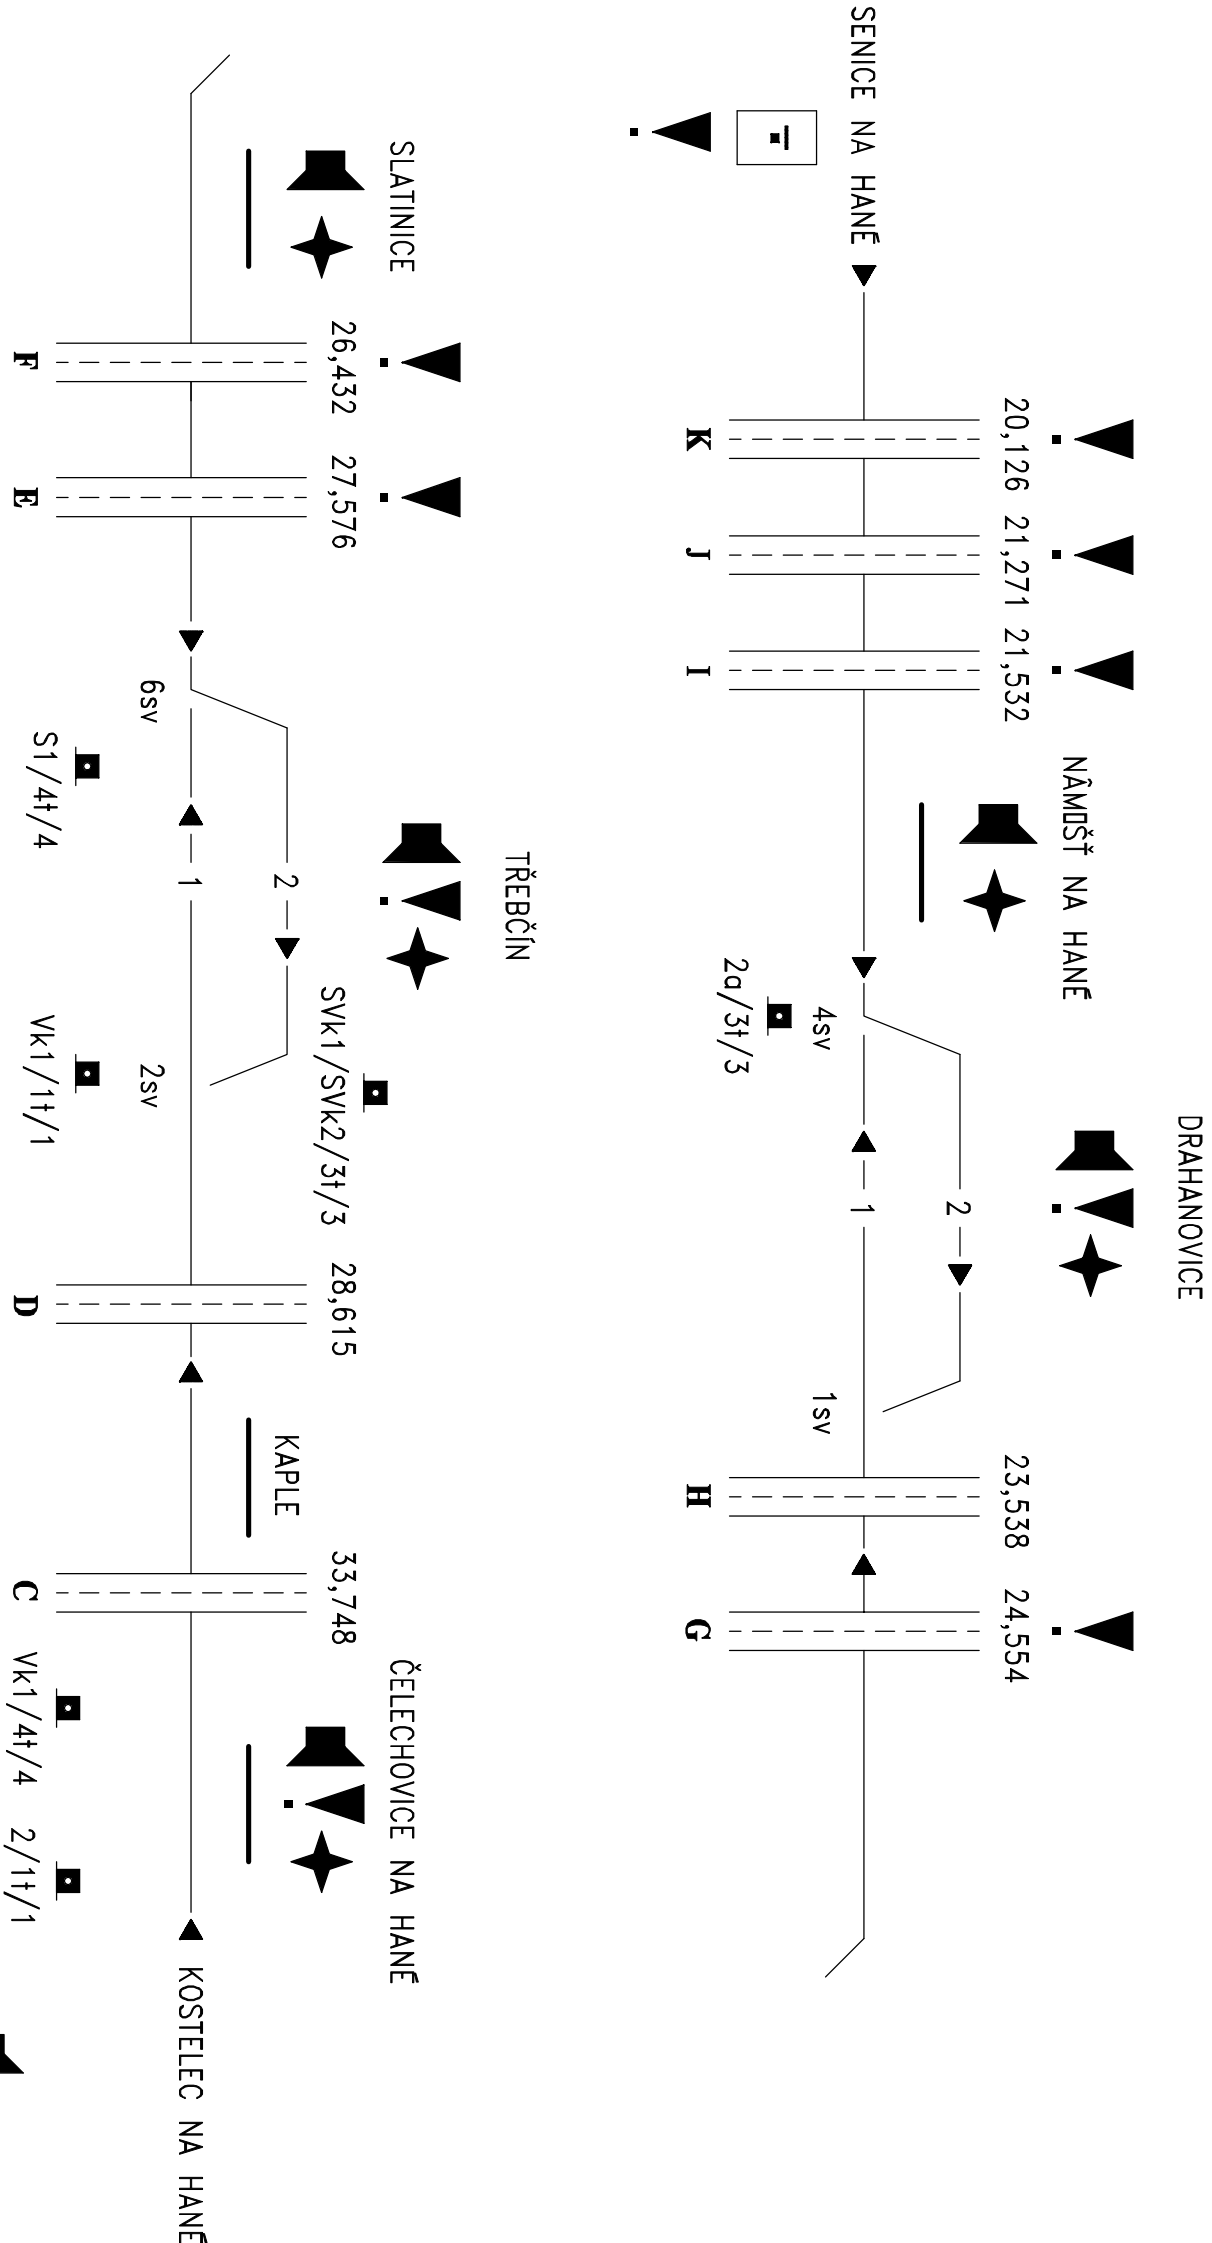 SENICE NA HANÉ
20,126
21,271
21,532
K
J
I
NÁMĚŠŤ NA HANÉ
DRAHANOVICE
2a/3t/3
4sv
2
1
1sv
23,538
24,554
H
G
SLATINICE
26,432
27,576
F
E
TŘEBČÍN
6sv
S1/4t/4
2
1
2sv
Vk1/1t/1
SVk1/SVk2/3t/3
28,615
D
KAPLE
33,748
C
ČELECHOVICE NA HANÉ
Vk1/4t/4
2/1t/1
KOSTELEC NA HANÉ